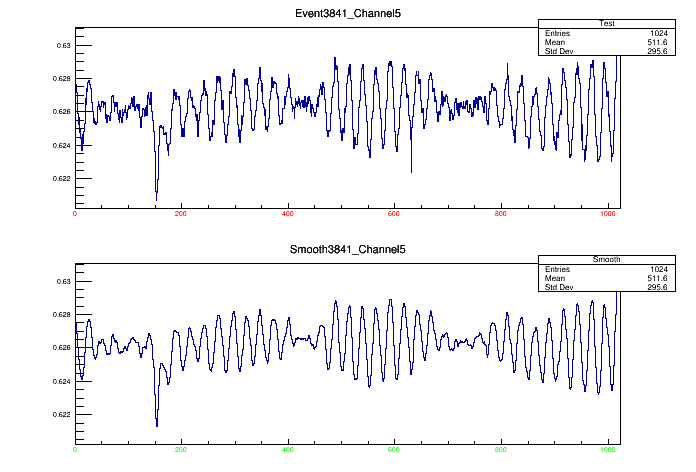 Event3841_Channel5
Test
Entries 1024
Mean 511.6
Std Dev 295.6
0.63
0.628
0.626
0.624
0.622
0 200 400 600 800 1000
Smooth3841_Channel5
Smooth
Entries 1024
Mean 511.6
Std Dev 295.6
0.63
0.628
0.626
0.624
0.622
0 200 400 600 800 1000